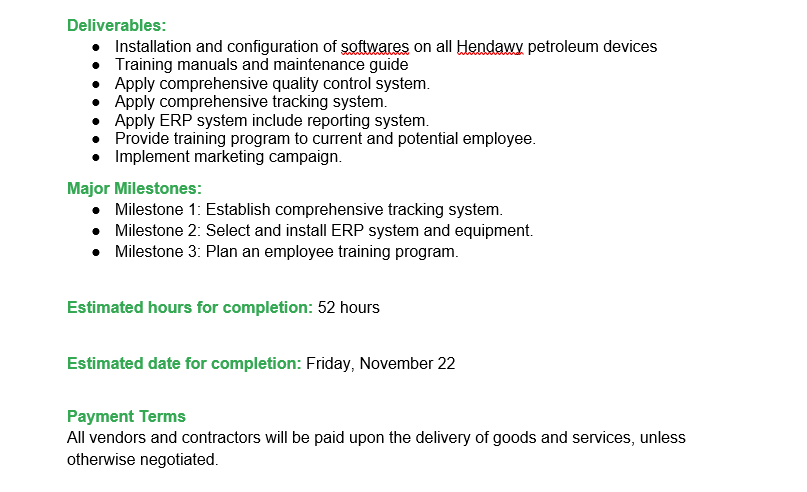 Deliverables:
● Installation and configuration of softwares on all Hendawy petroleum devices
● Training manuals and maintenance guide
● Apply comprehensive quality control system.
● Apply comprehensive tracking system.
● Apply ERP system include reporting system.
● Provide training program to current and potential employee.
● Implement marketing campaign.
Major Milestones:
● Milestone 1: Establish comprehensive tracking system.
● Milestone 2: Select and install ERP system and equipment.
● Milestone 3: Plan an employee training program.
Estimated hours for completion: 52 hours
Estimated date for completion: Friday, November 22
Payment Terms
All vendors and contractors will be paid upon the delivery of goods and services, unless
otherwise negotiated.